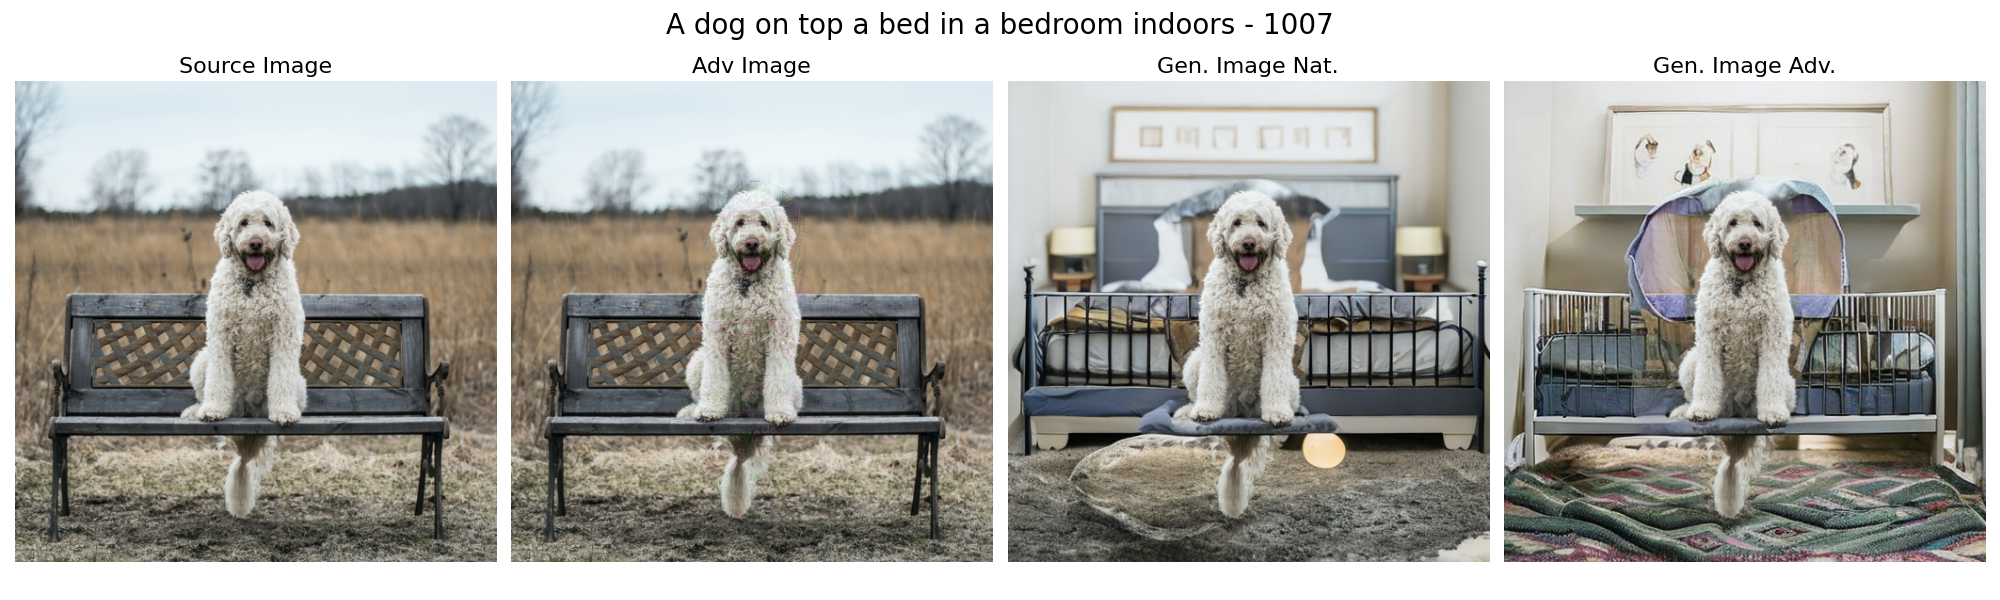 A dog on top a bed in a bedroom indoors - 1007
Source Image
Adv Image
Gen. Image Nat.
Gen. Image Adv.